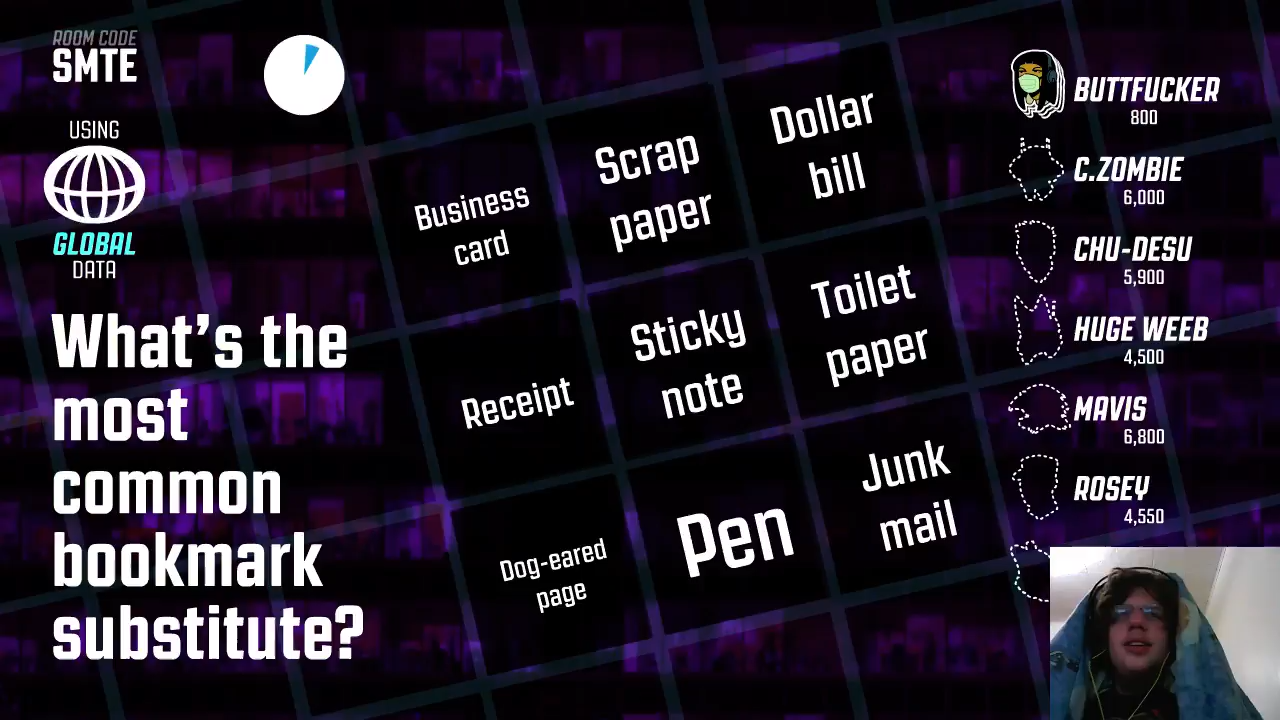 ROOM CODE
SMTE
USING
GLOBAL
DATA
What's the
most
common
bookmark
substitute?
Business
card
Scrap
paper
Dollar
bill
Receipt
Sticky
note
Toilet
paper
Dog-eared
page
Pen
Junk
mail
BUTTFUCKER
800
C.ZOMBIE
6,000
CHU-DESU
5,900
HUGE WEEB
4,500
MAVIS
6,800
ROSEY
4,550